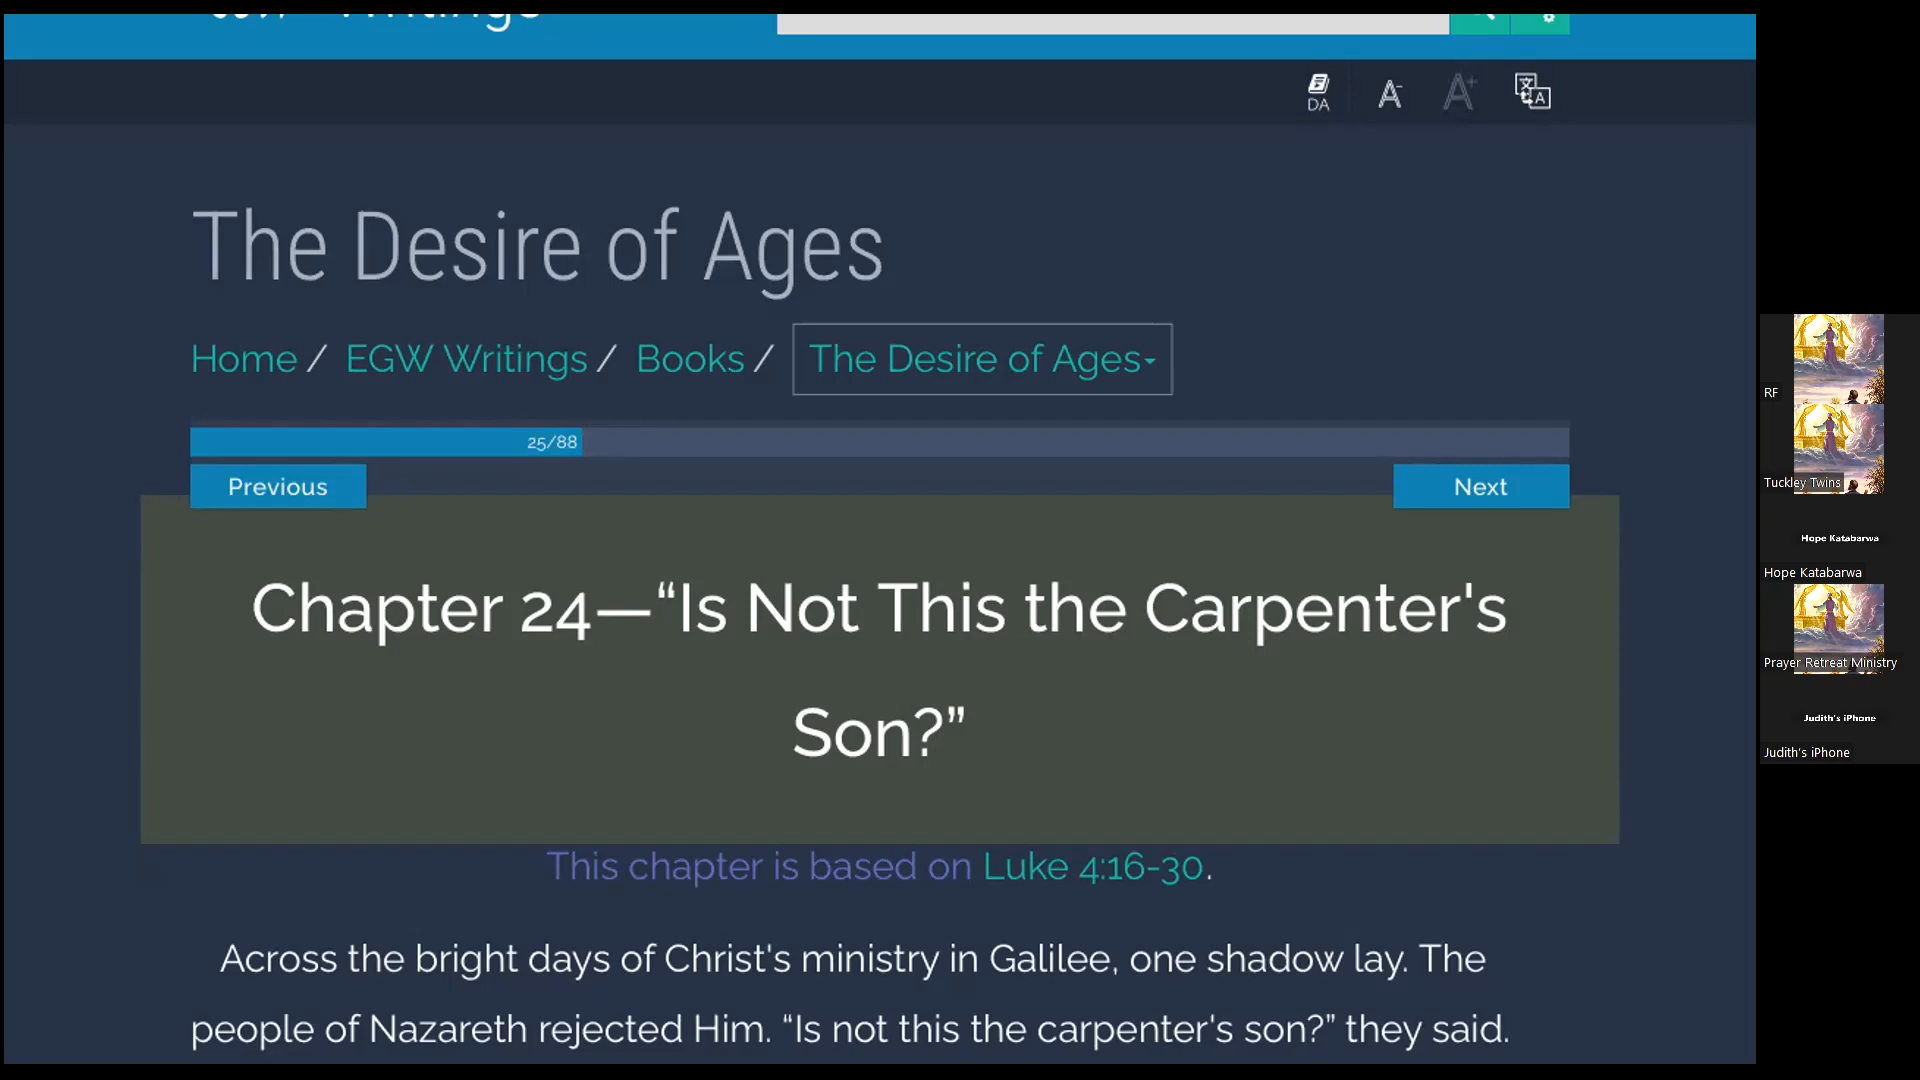 Writings
DA
A-
A+
The Desire of Ages
Home / EGW Writings / Books / The Desire of Ages
25/88
Previous
Next
Chapter 24—“Is Not This the Carpenter's
Son?”
This chapter is based on Luke 4:16-30.
Across the bright days of Christ's ministry in Galilee, one shadow lay. The
people of Nazareth rejected Him. “Is not this the carpenter's son?” they said.
RF
Tuckley Twins
Hope Katabarwa
Hope Katabarwa
Prayer Retreat Ministry
Judith's iPhone
Judith's iPhone